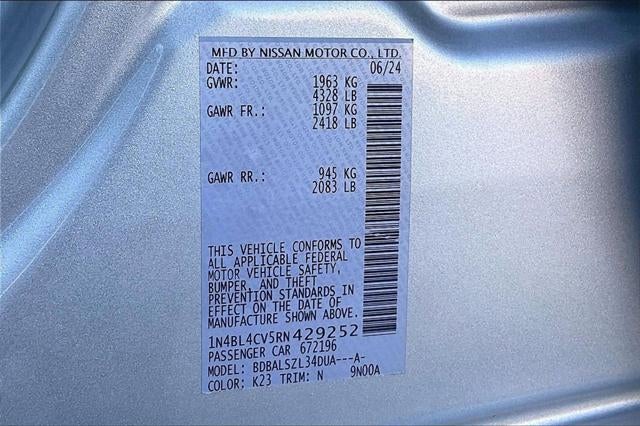 MFD BY NISSAN MOTOR CO., LTD.
DATE: 06/24
GVWR: 1963 KG
4328 LB
GAWR FR.: 1097 KG
2418 LB
GAWR RR.: 945 KG
2083 LB
THIS VEHICLE CONFORMS TO
ALL APPLICABLE FEDERAL
MOTOR VEHICLE SAFETY,
BUMPER, AND THEFT
PREVENTION STANDARDS IN
EFFECT ON THE DATE OF
MANUFACTURE SHOWN ABOVE.
1N4BL4CV5RN429252
PASSENGER CAR 672196
MODEL: BDBALSZL34DUA---A-
COLOR: K23 TRIM: N 9N00A